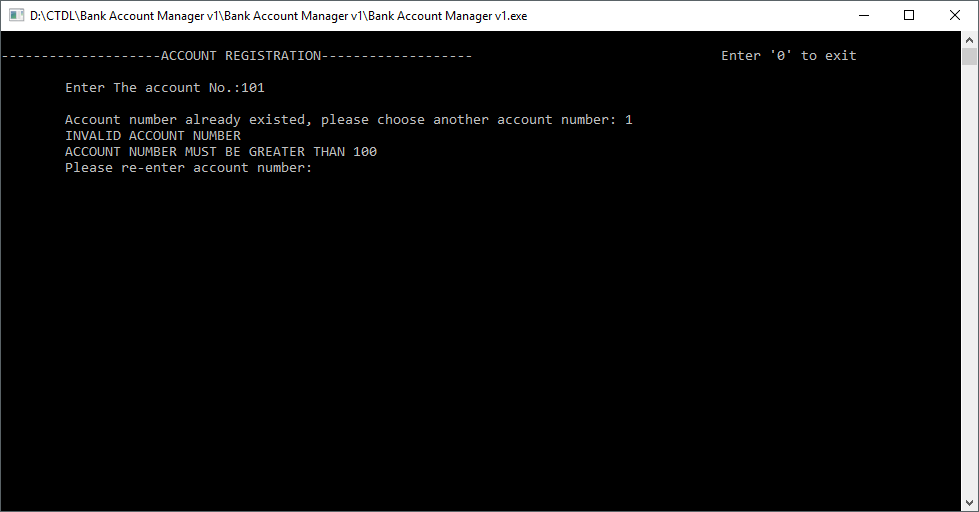 D:\CTDL\Bank Account Manager v1\Bank Account Manager v1\Bank Account Manager v1.exe
--------------------ACCOUNT REGISTRATION------------------- Enter '0' to exit
Enter The account No.:101
Account number already existed, please choose another account number: 1
INVALID ACCOUNT NUMBER
ACCOUNT NUMBER MUST BE GREATER THAN 100
Please re-enter account number: